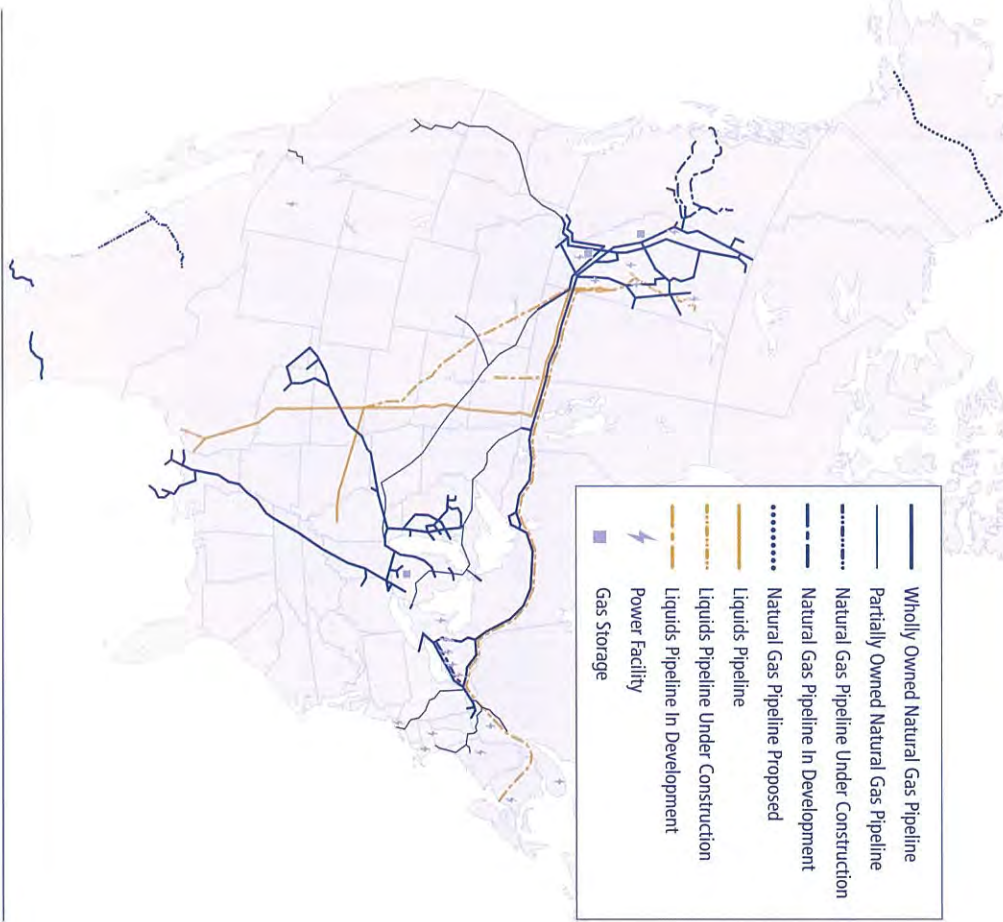 Wholly Owned Natural Gas Pipeline
Partially Owned Natural Gas Pipeline
Natural Gas Pipeline Under Construction
Natural Gas Pipeline In Development
Natural Gas Pipeline Proposed
Liquids Pipeline
Liquids Pipeline Under Construction
Liquids Pipeline In Development
Power Facility
Gas Storage